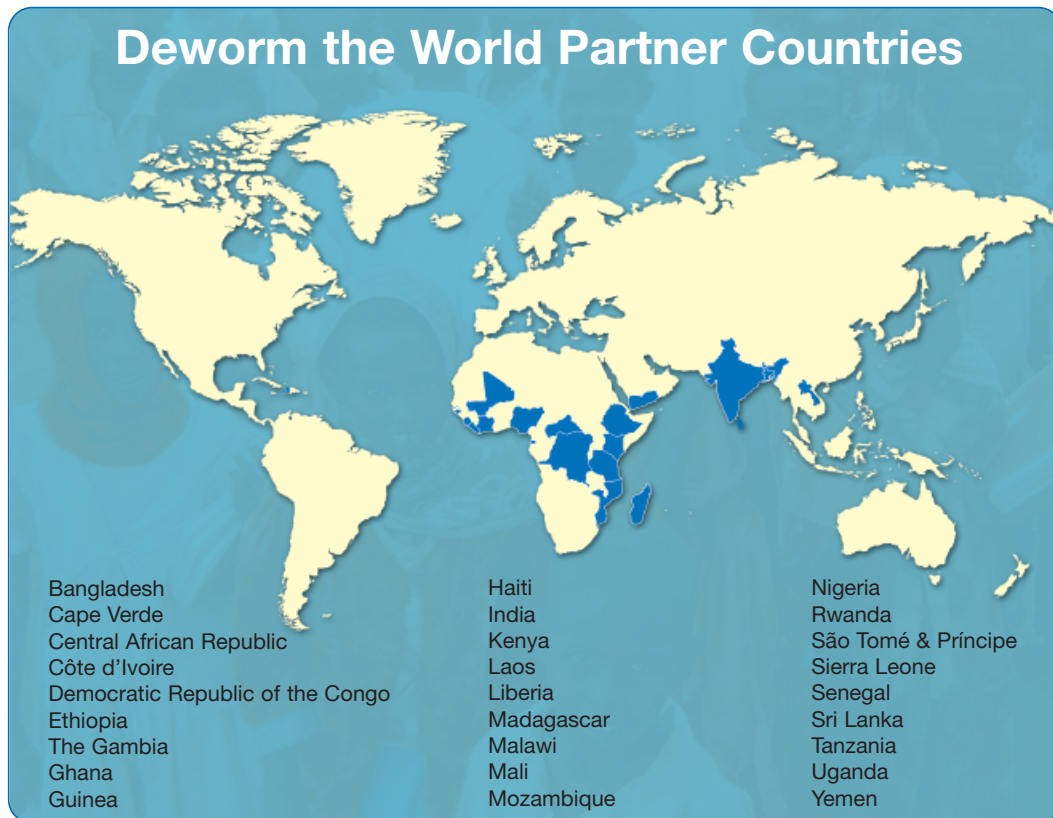 Deworm the World Partner Countries
Bangladesh
Cape Verde
Central African Republic
Côte d’Ivoire
Democratic Republic of the Congo
Ethiopia
The Gambia
Ghana
Guinea
Haiti
India
Kenya
Laos
Liberia
Madagascar
Malawi
Mali
Mozambique
Nigeria
Rwanda
São Tomé & Príncipe
Sierra Leone
Senegal
Sri Lanka
Tanzania
Uganda
Yemen